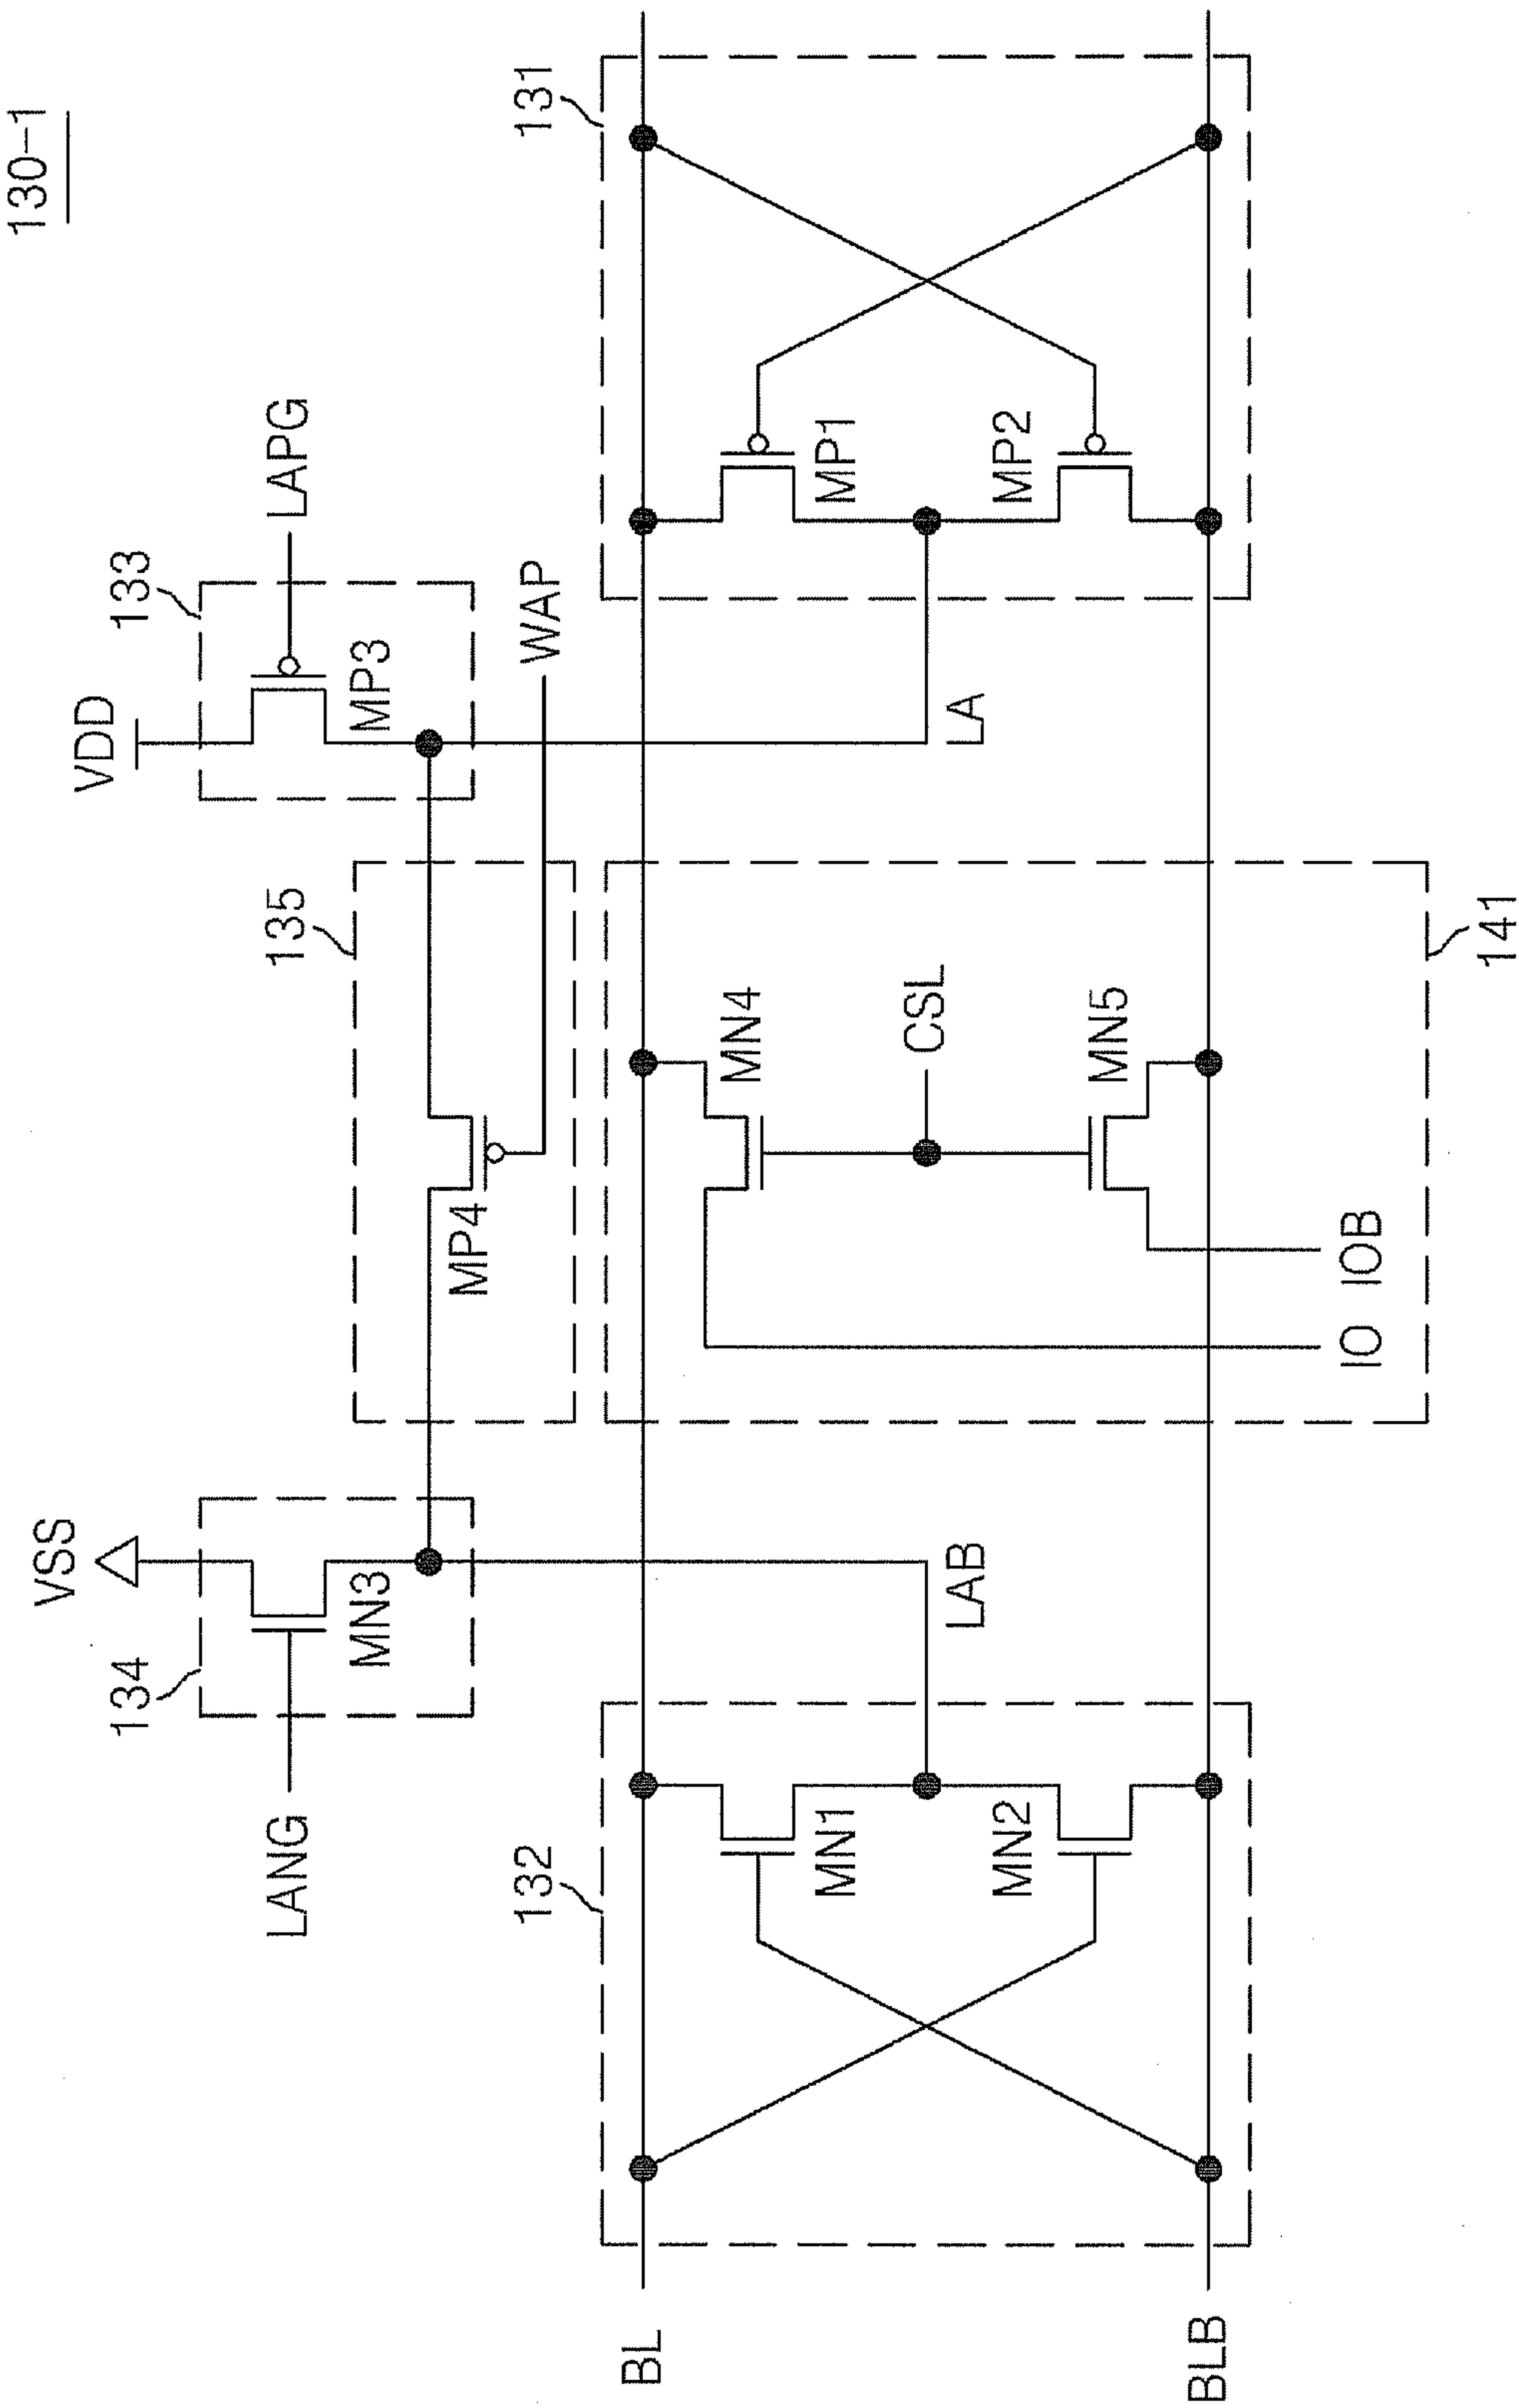 130-1
VSS
LANG
134
MN3
VDD
LAPG
133
MP3
135
MP4
WAP
BL
BLB
132
MN1
MN2
LAB
MN4
CSL
MN5
IO
IOB
141
LA
131
MP1
MP2